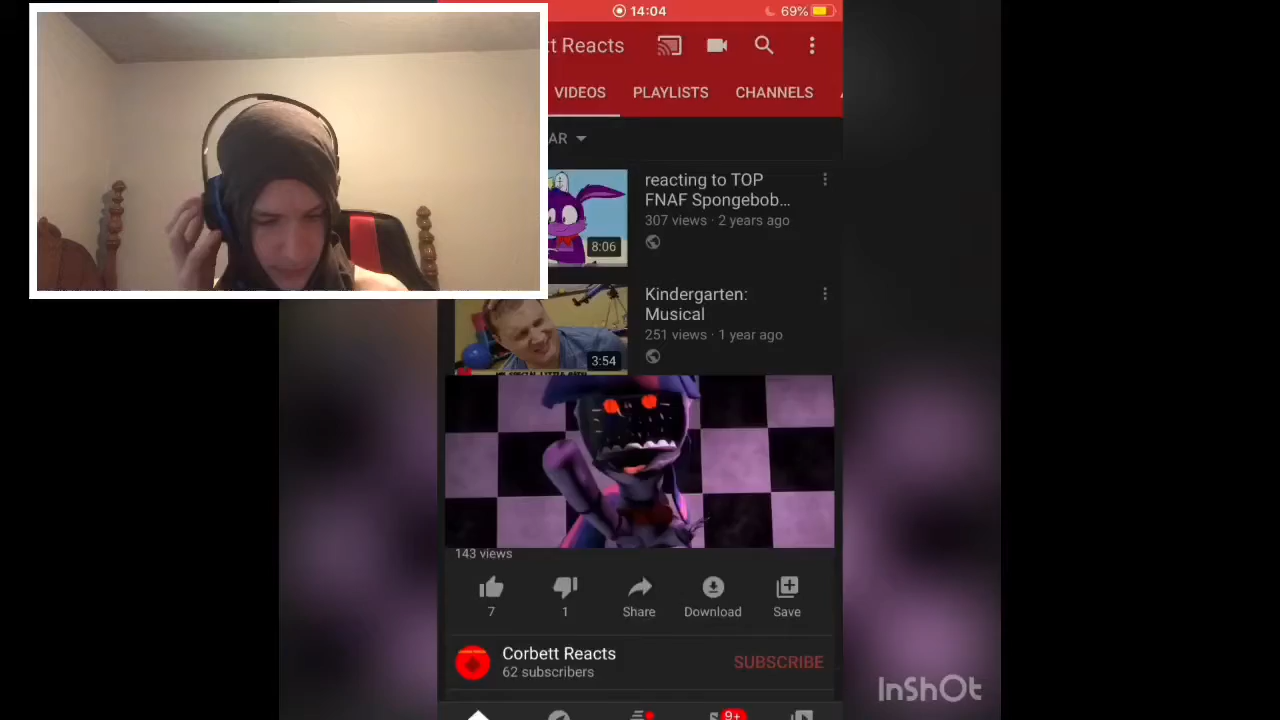 14:04
69%
tt Reacts
VIDEOS
PLAYLISTS
CHANNELS
AR
reacting to TOP
FNAF Spongebob...
307 views · 2 years ago
8:06
Kindergarten:
Musical
251 views · 1 year ago
3:54
143 views
7
1
Share
Download
Save
Corbett Reacts
62 subscribers
SUBSCRIBE
9+
InShOt